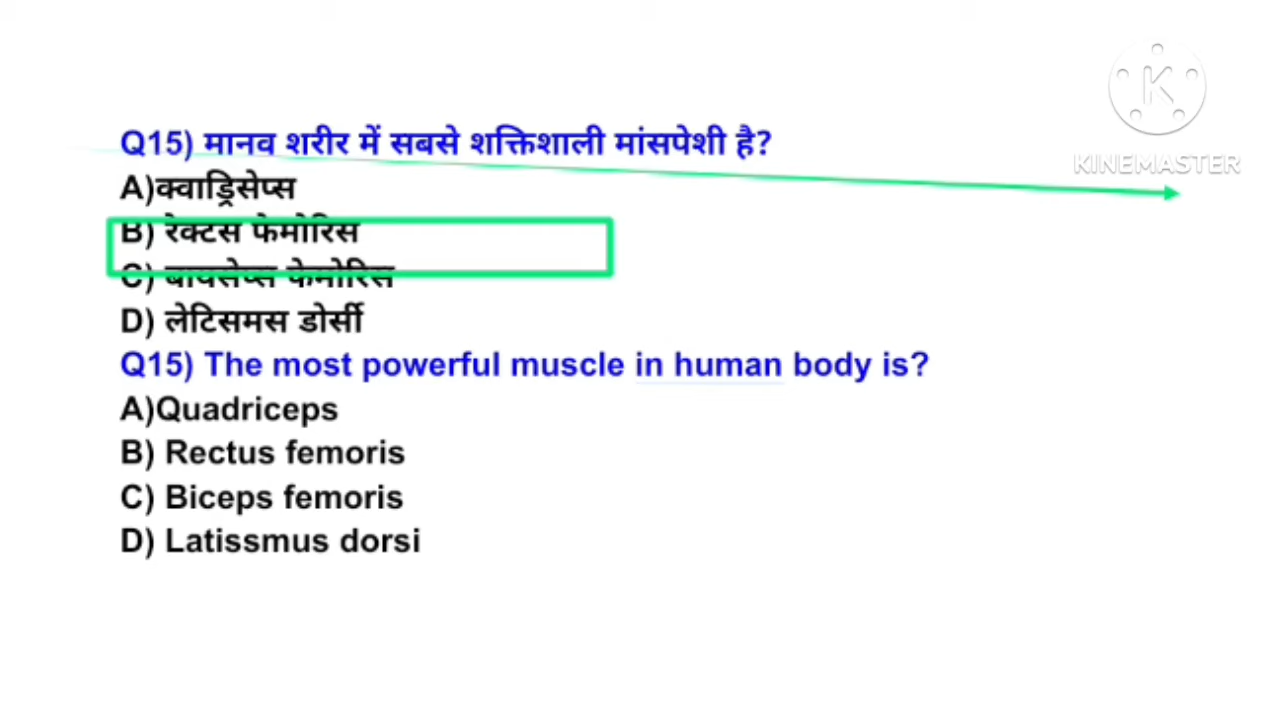 K
KINEMASTER
Q15) मानव शरीर में सबसे शक्तिशाली मांसपेशी है?
A)क्वाड्रिसेप्स
B) रेक्टस फेमोरिस
C) बायसेप्स फेमोरिस
D) लेटिसमस डोर्सी
Q15) The most powerful muscle in human body is?
A)Quadriceps
B) Rectus femoris
C) Biceps femoris
D) Latissmus dorsi